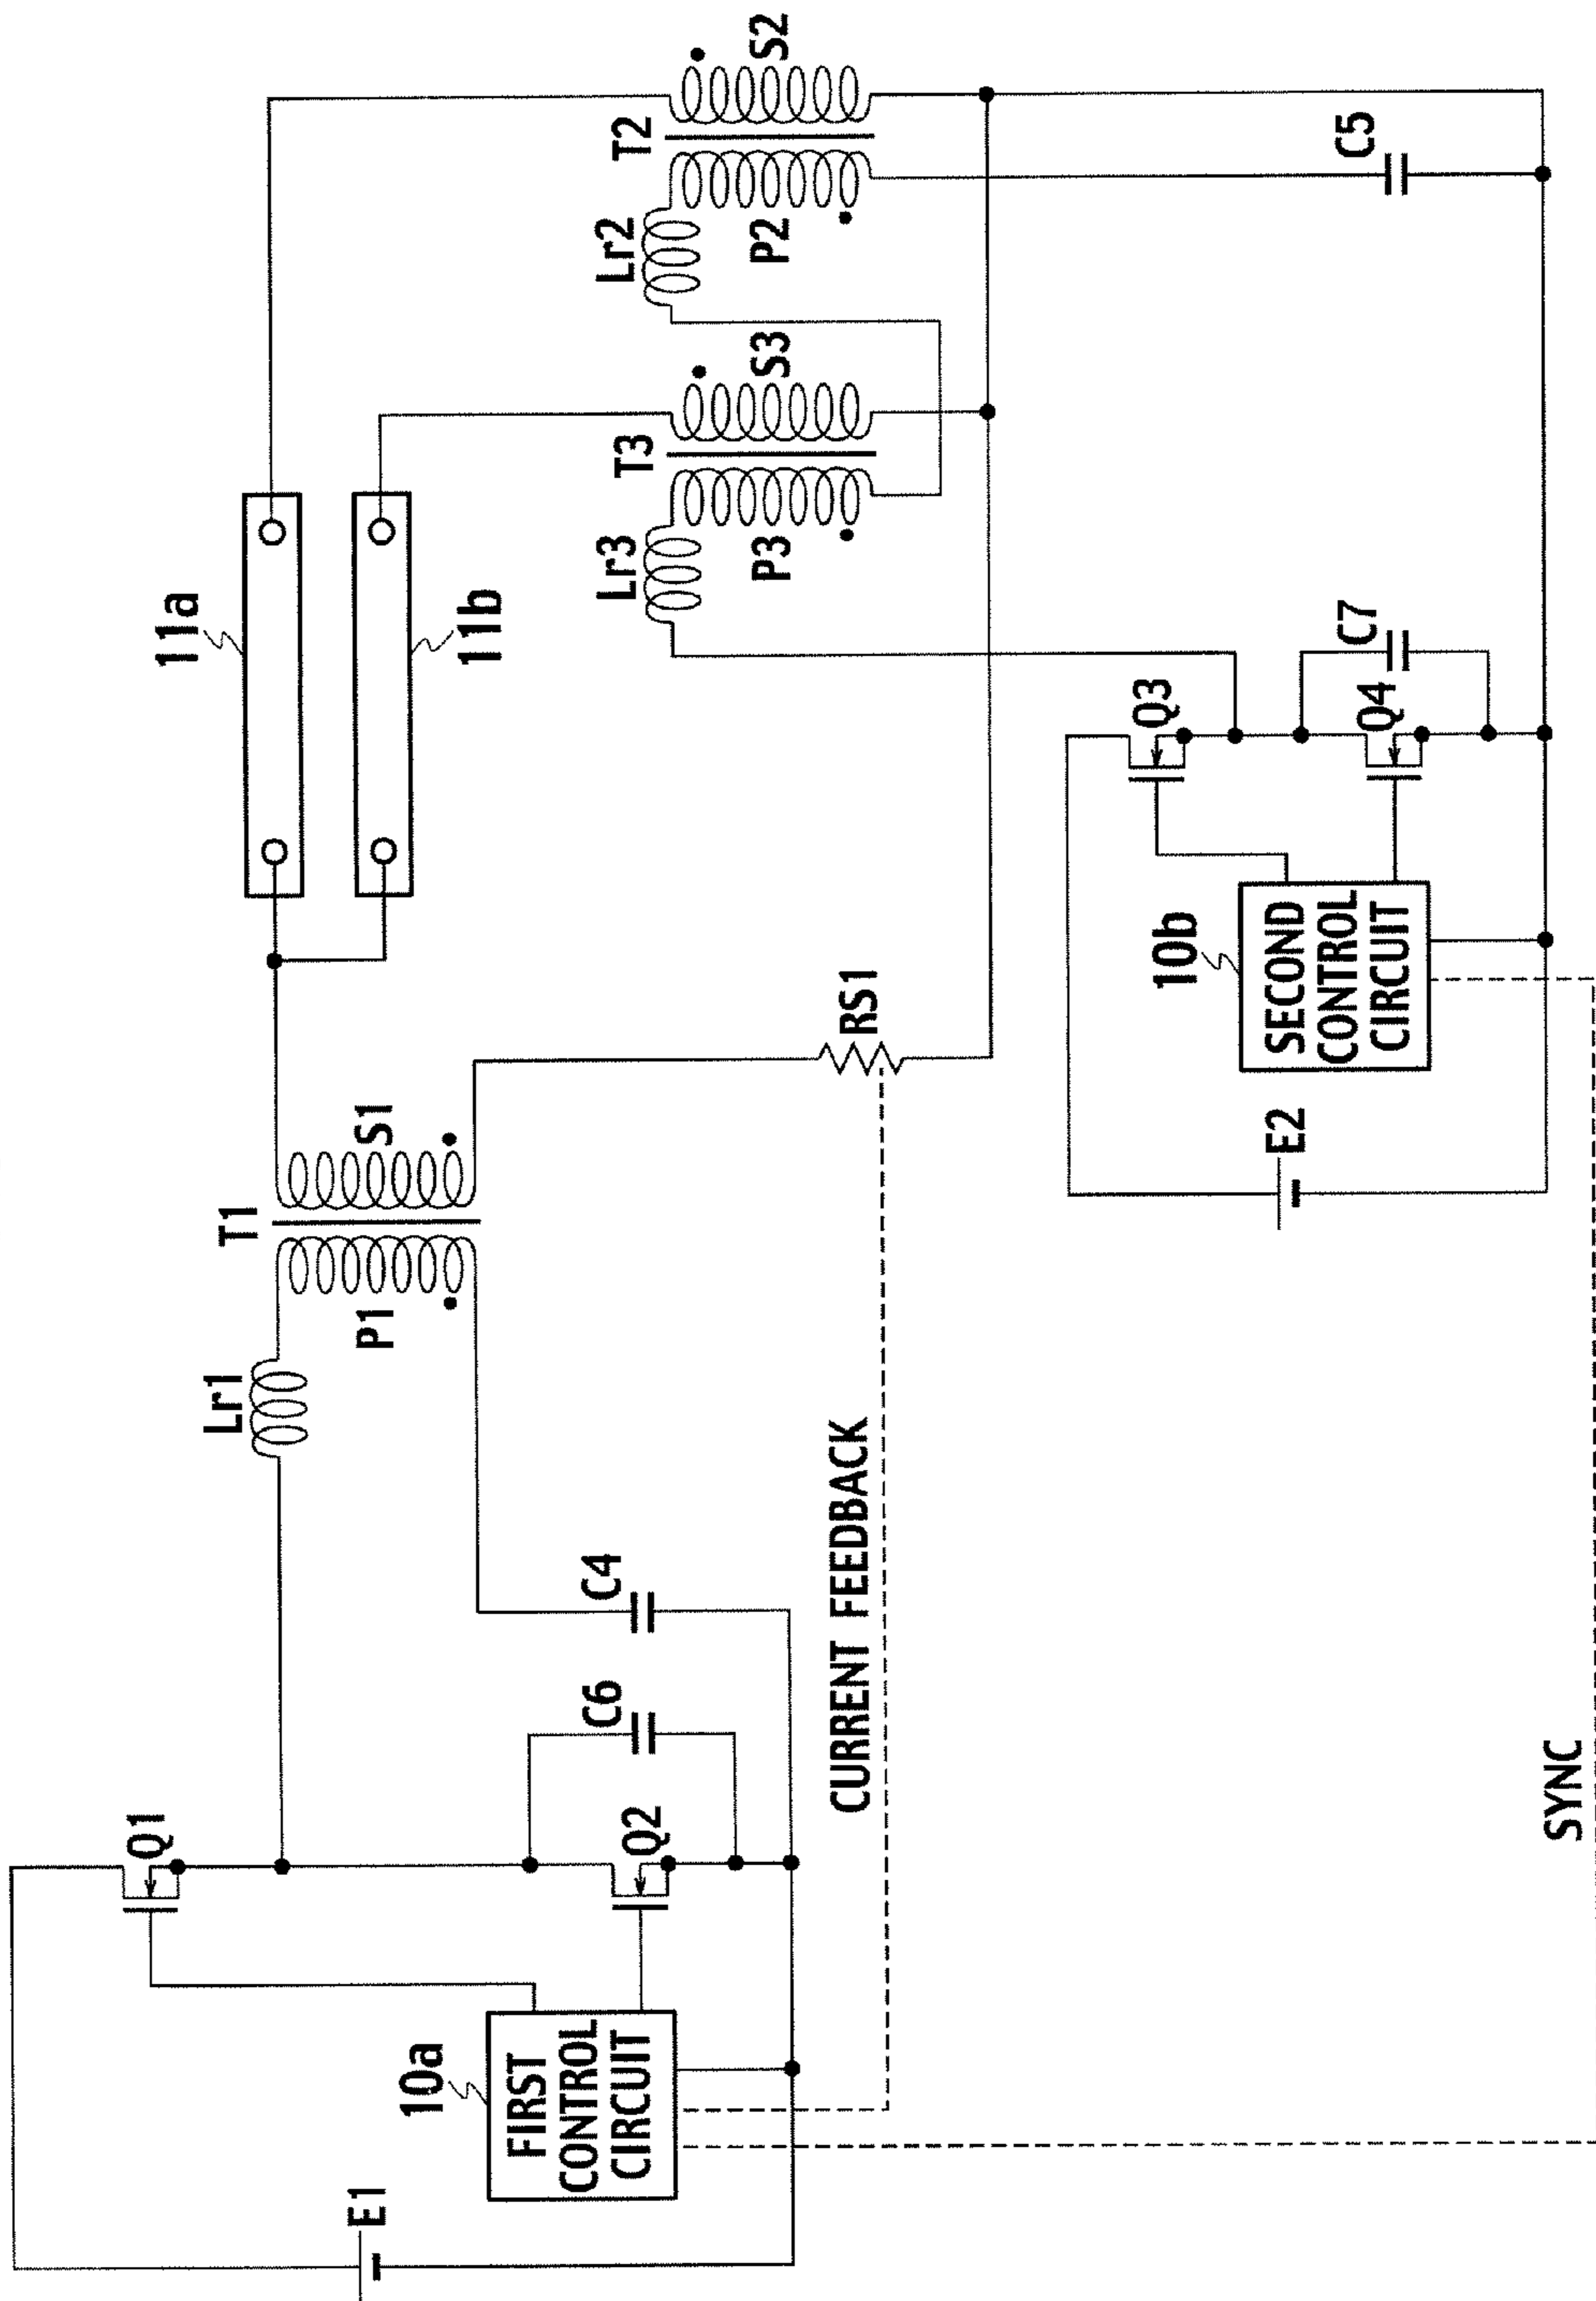 11a
11b
T1
Lr1
P1
S1
T3
Lr3
P3
S3
T2
Lr2
P2
S2
Q1
Q2
C6
C4
RS1
10a
FIRST
CONTROL
CIRCUIT
E1
CURRENT FEEDBACK
Q3
Q4
C7
C5
10b
SECOND
CONTROL
CIRCUIT
E2
SYNC